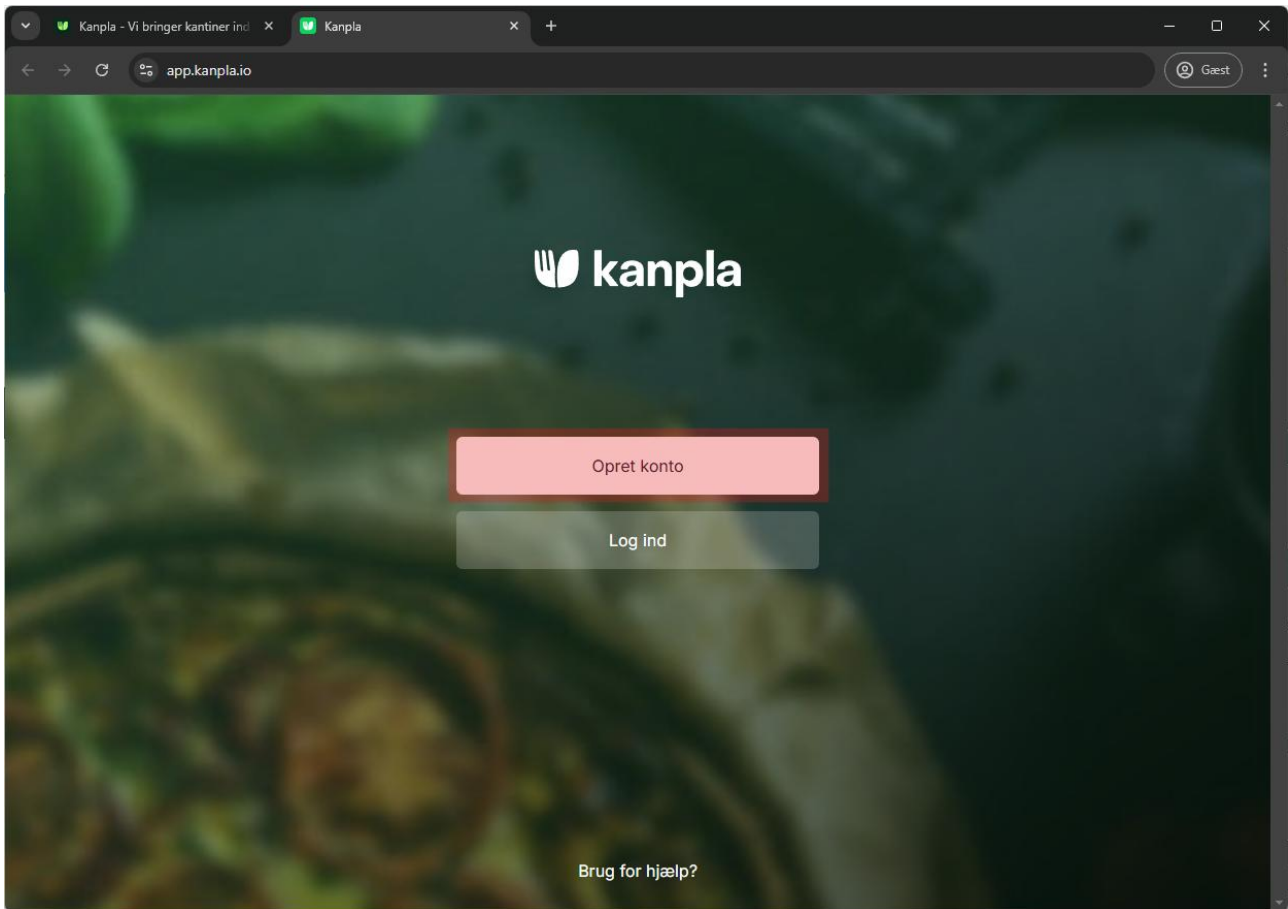 Kanpla - Vi bringer kantiner ind
Kanpla
app.kanpla.io
Gæst
kanpla
Opret konto
Log ind
Brug for hjælp?